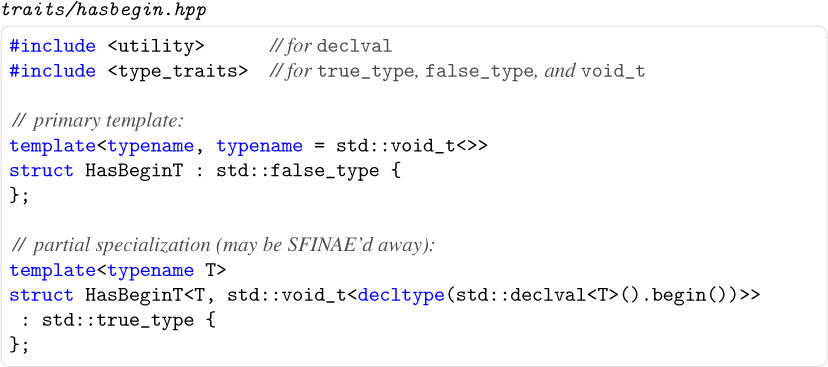 traits/hasbegin.hpp
#include <utility> // for declval
#include <type_traits> // for true_type, false_type, and void_t
// primary template:
template<typename, typename = std::void_t<>>
struct HasBeginT : std::false_type {
};
// partial specialization (may be SFINAE'd away):
template<typename T>
struct HasBeginT<T, std::void_t<decltype(std::declval<T>().begin())>>
: std::true_type {
};